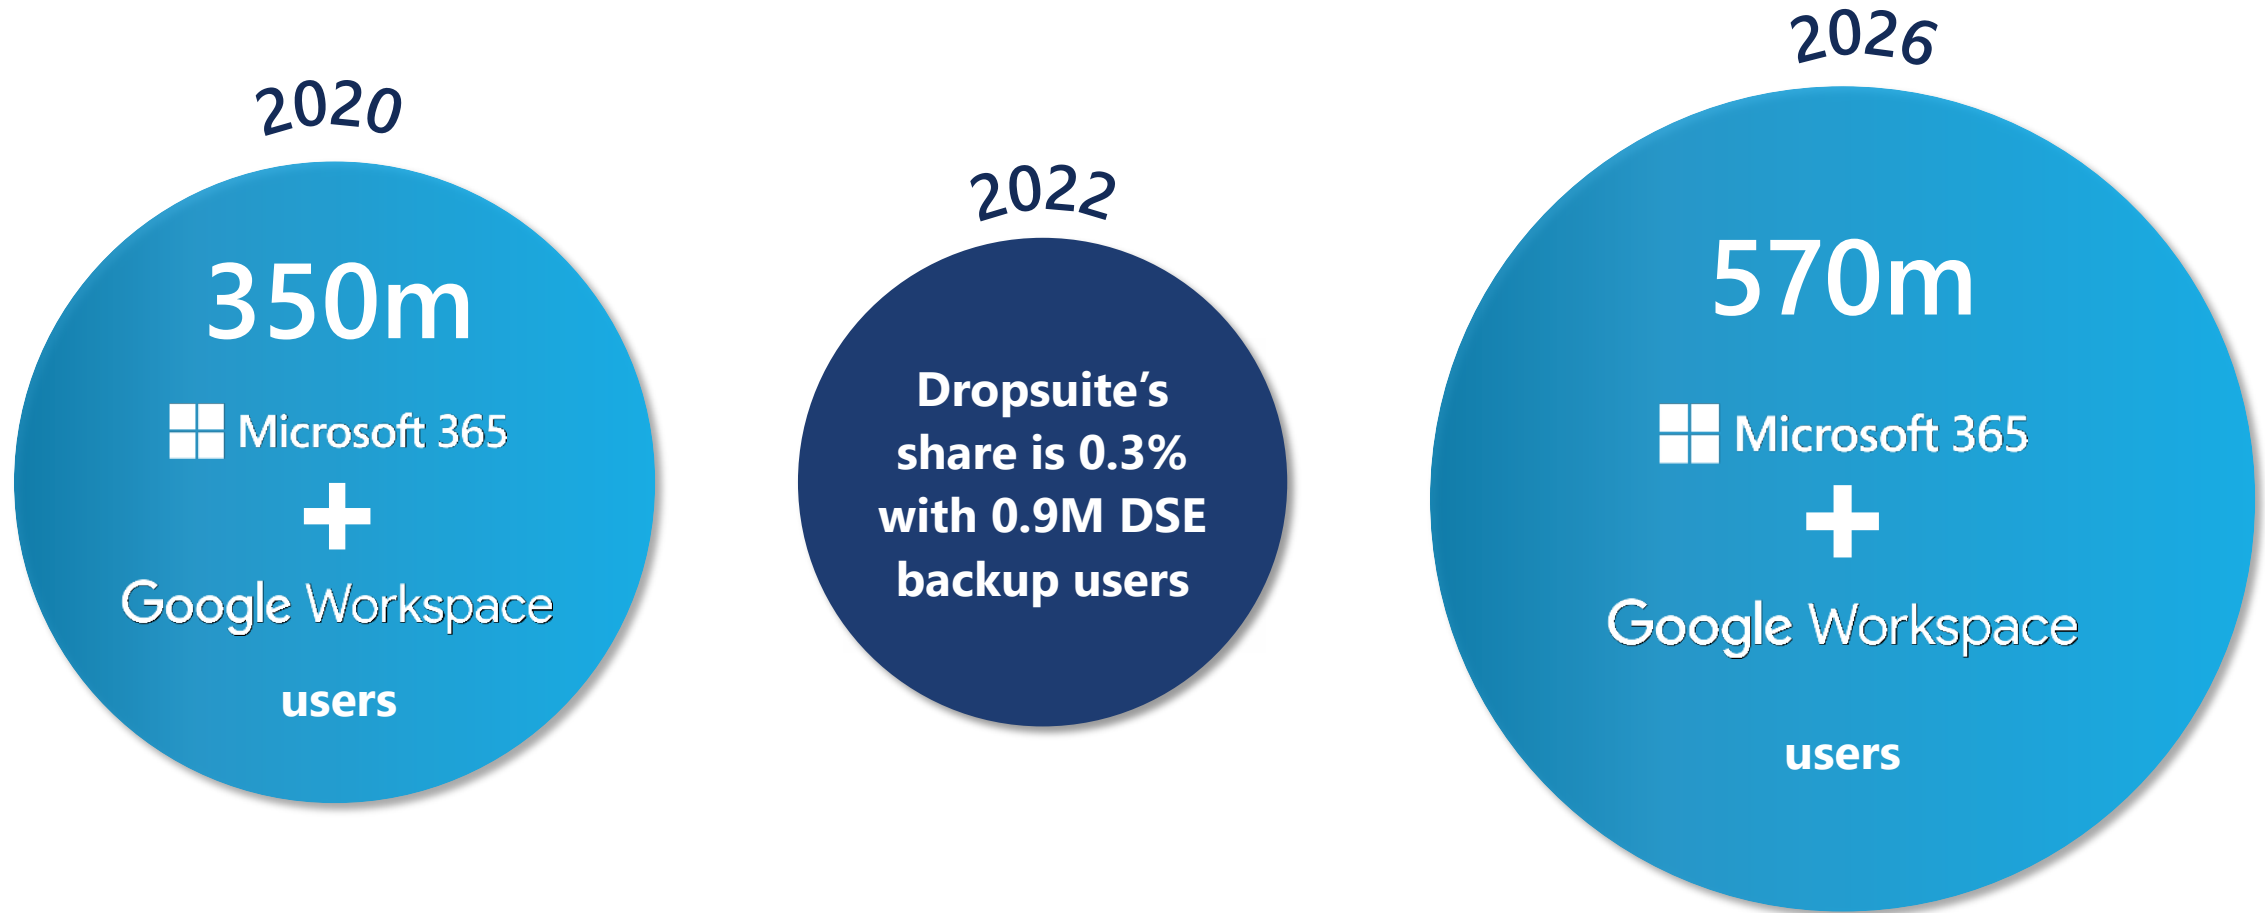 2020
350m
Microsoft 365
+
Google Workspace
users
2022
Dropsuite’s
share is 0.3%
with 0.9M DSE
backup users
2026
570m
Microsoft 365
+
Google Workspace
users